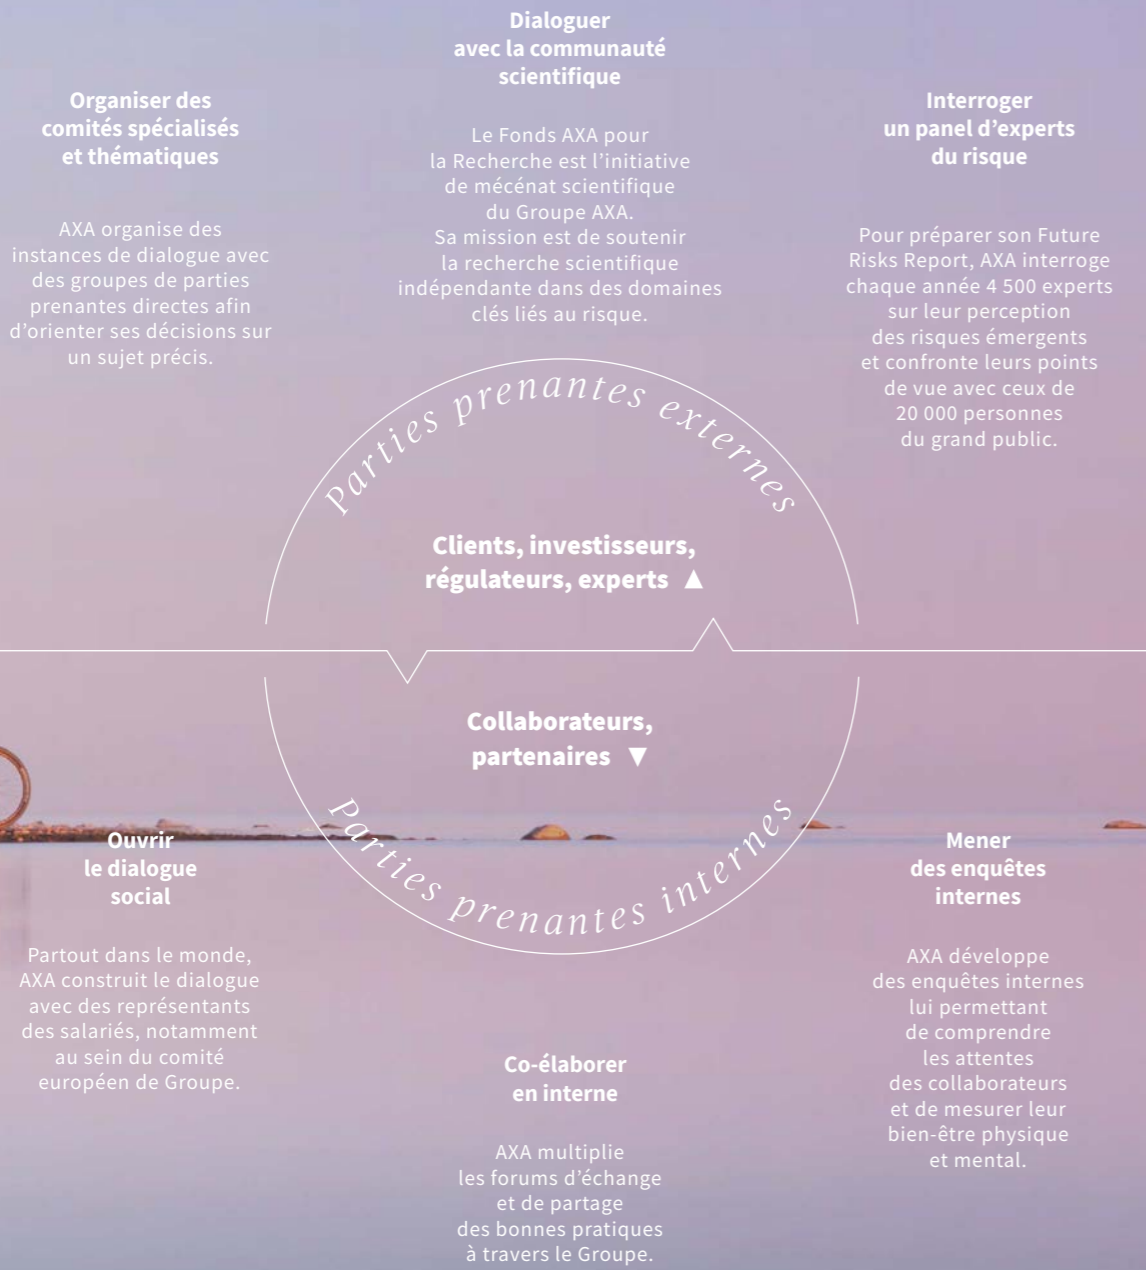 Dialoguer
avec la communauté
scientifique
Le Fonds AXA pour
la Recherche est l'initiative
de mécénat scientifique
du Groupe AXA.
Sa mission est de soutenir
la recherche scientifique
indépendante dans des domaines
clés liés au risque.
Organiser des
comités spécialisés
et thématiques
AXA organise des
instances de dialogue avec
des groupes de parties
prenantes directes afin
d'orienter ses décisions sur
un sujet précis.
Interroger
un panel d'experts
du risque
Pour préparer son Future
Risks Report, AXA interroge
chaque année 4 500 experts
sur leur perception
des risques émergents
et confronte leurs points
de vue avec ceux de
20 000 personnes
du grand public.
Parties prenantes externes
Clients, investisseurs,
régulateurs, experts ▲
Collaborateurs,
partenaires ▼
Parties prenantes internes
Ouvrir
le dialogue
social
Partout dans le monde,
AXA construit le dialogue
avec des représentants
des salariés, notamment
au sein du comité
européen de Groupe.
Co-élaborer
en interne
AXA multiplie
les forums d'échange
et de partage
des bonnes pratiques
à travers le Groupe.
Mener
des enquêtes
internes
AXA développe
des enquêtes internes
lui permettant
de comprendre
les attentes
des collaborateurs
et de mesurer leur
bien-être physique
et mental.